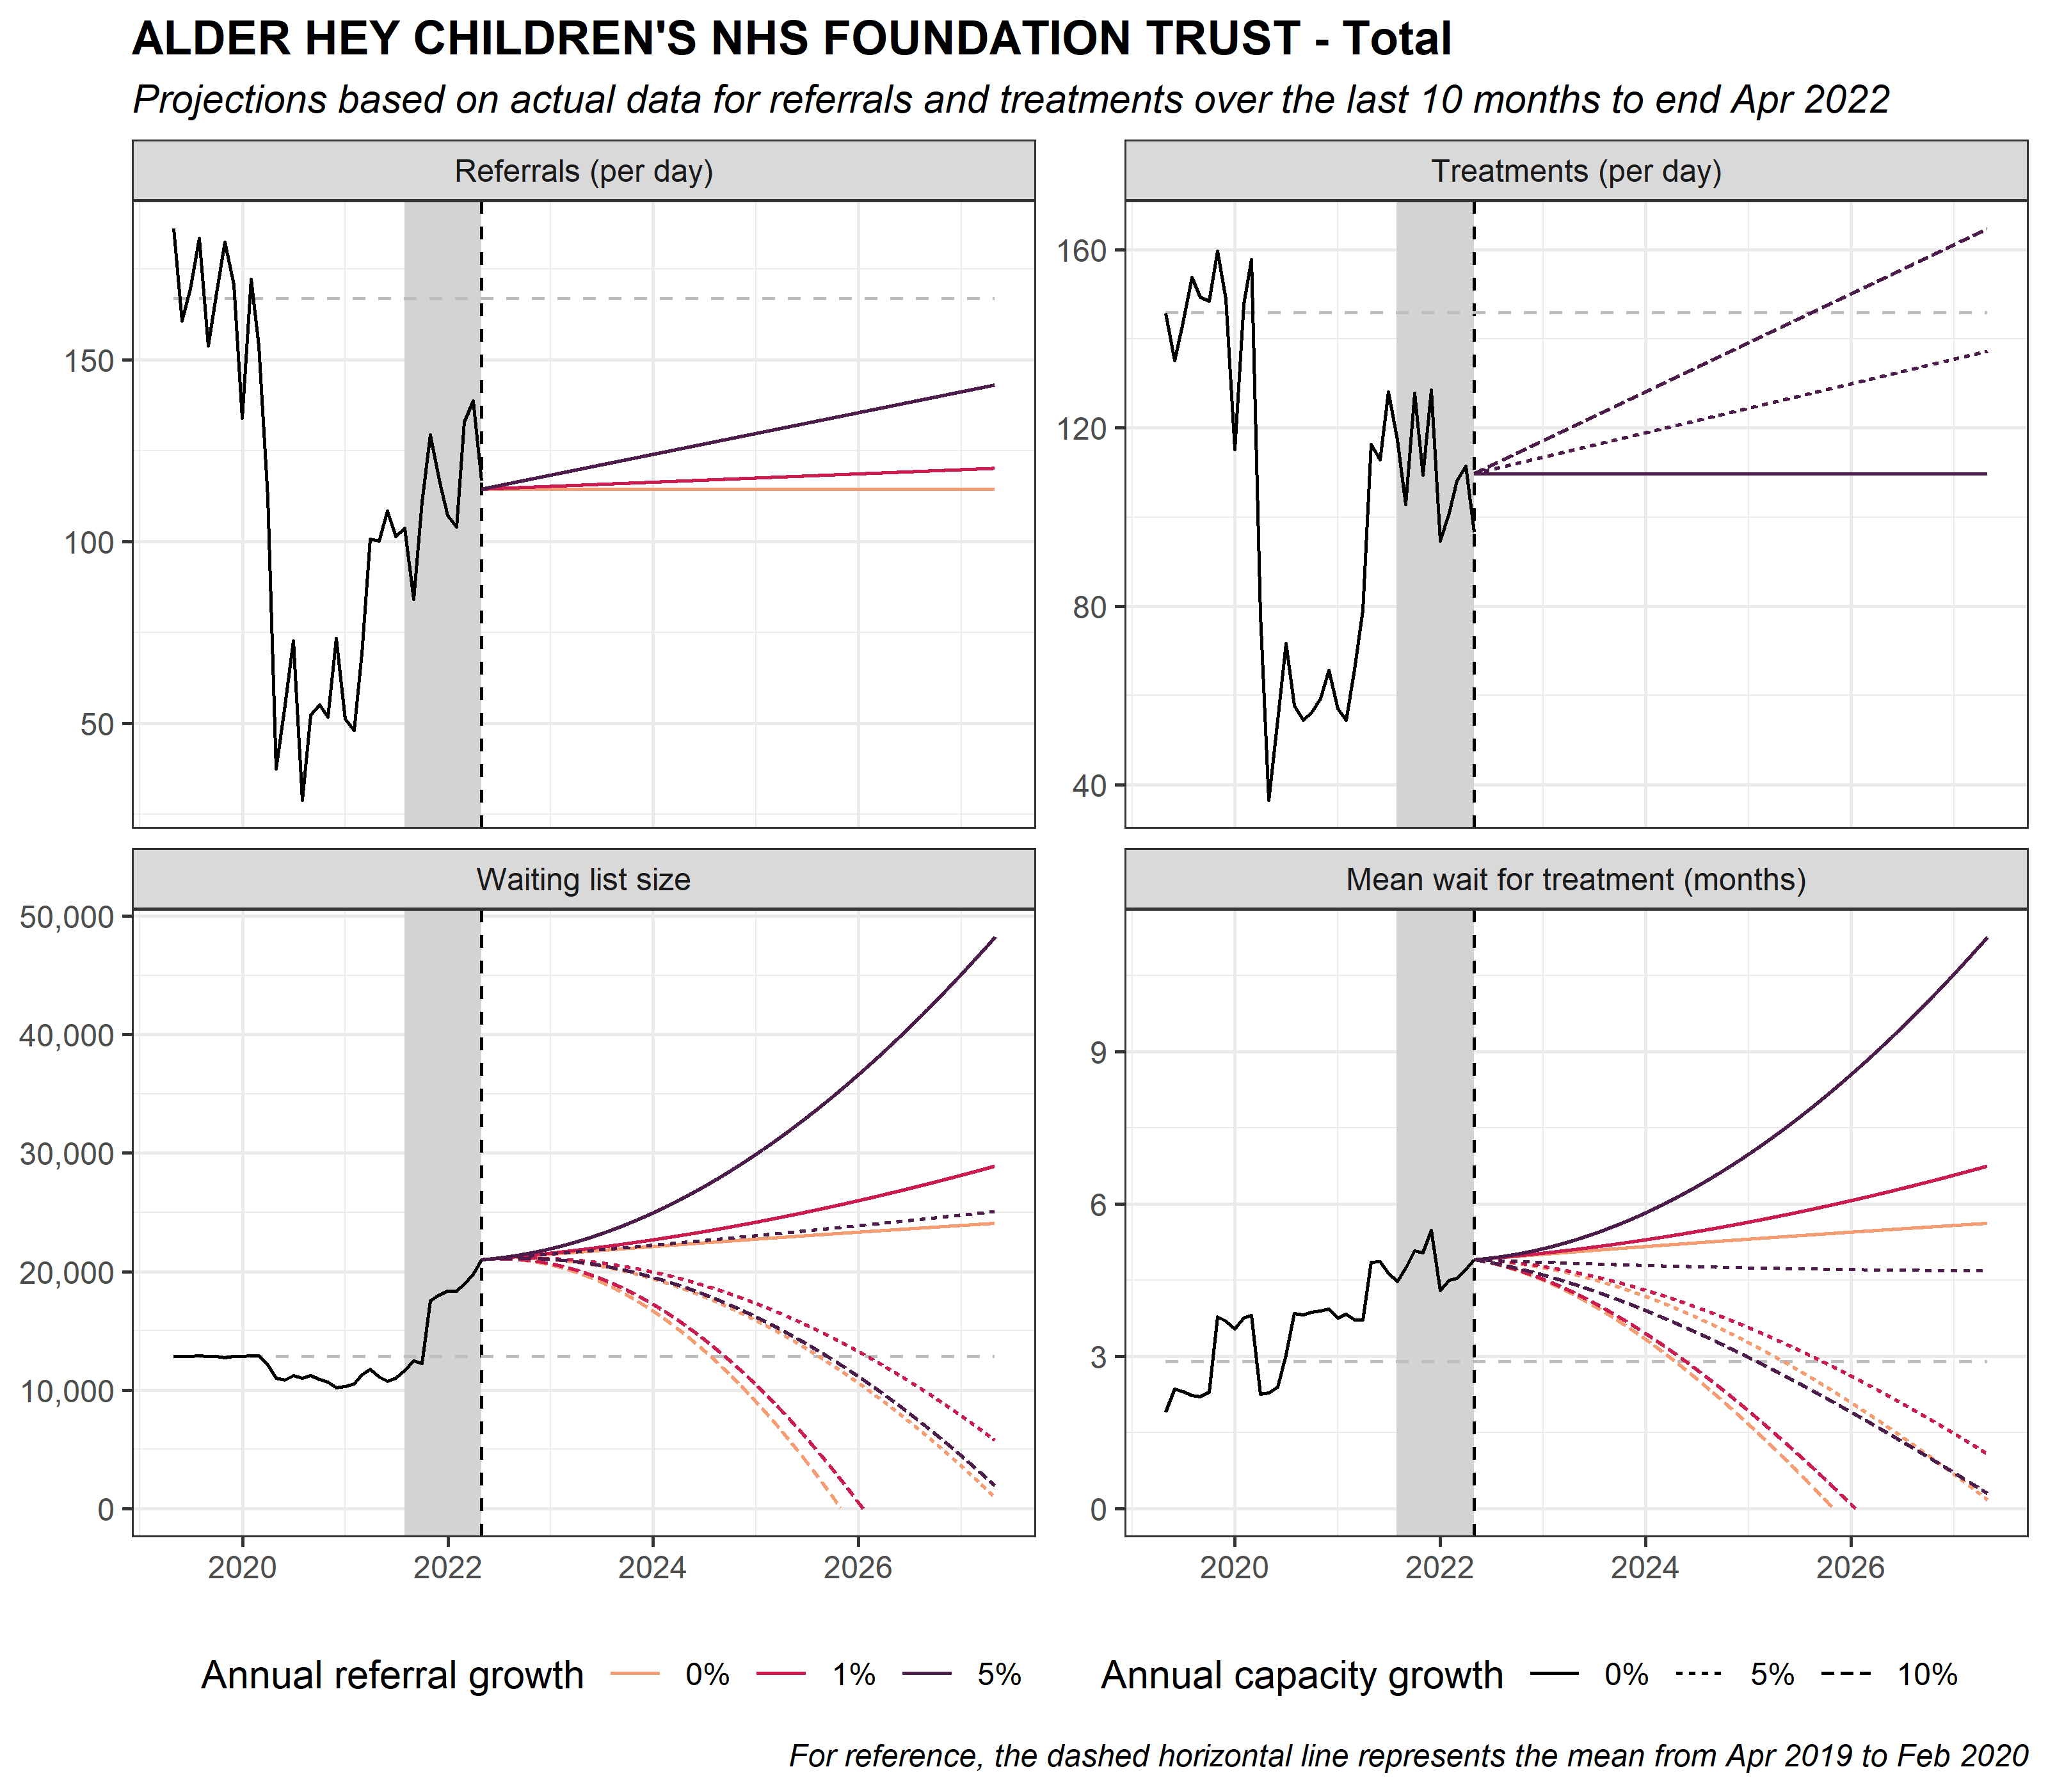 ALDER HEY CHILDREN'S NHS FOUNDATION TRUST - Total
Projections based on actual data for referrals and treatments over the last 10 months to end Apr 2022
Referrals (per day)
150
100
50
Treatments (per day)
160
120
80
40
Waiting list size
50,000
40,000
30,000
20,000
10,000
0
2020 2022 2024 2026
Mean wait for treatment (months)
9
6
3
0
2020 2022 2024 2026
Annual referral growth 0% 1% 5%
Annual capacity growth 0% 5% 10%
For reference, the dashed horizontal line represents the mean from Apr 2019 to Feb 2020